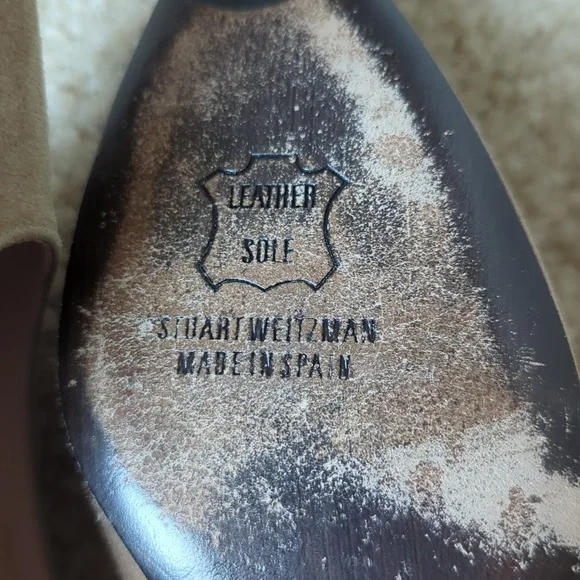 LEATHER
SOLE
STUART WEITZMAN
MADE IN SPAIN